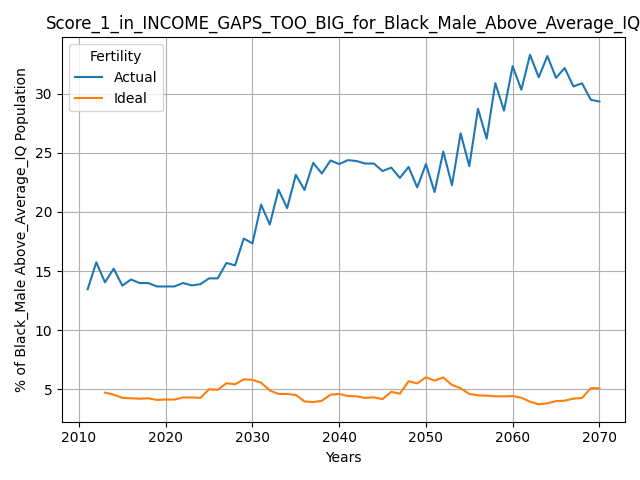 Score_1_in_INCOME_GAPS_TOO_BIG_for_Black_Male_Above_Average_IQ
Fertility
Actual
Ideal
% of Black_Male Above_Average_IQ Population
30
25
20
15
10
5
2010 2020 2030 2040 2050 2060 2070
Years